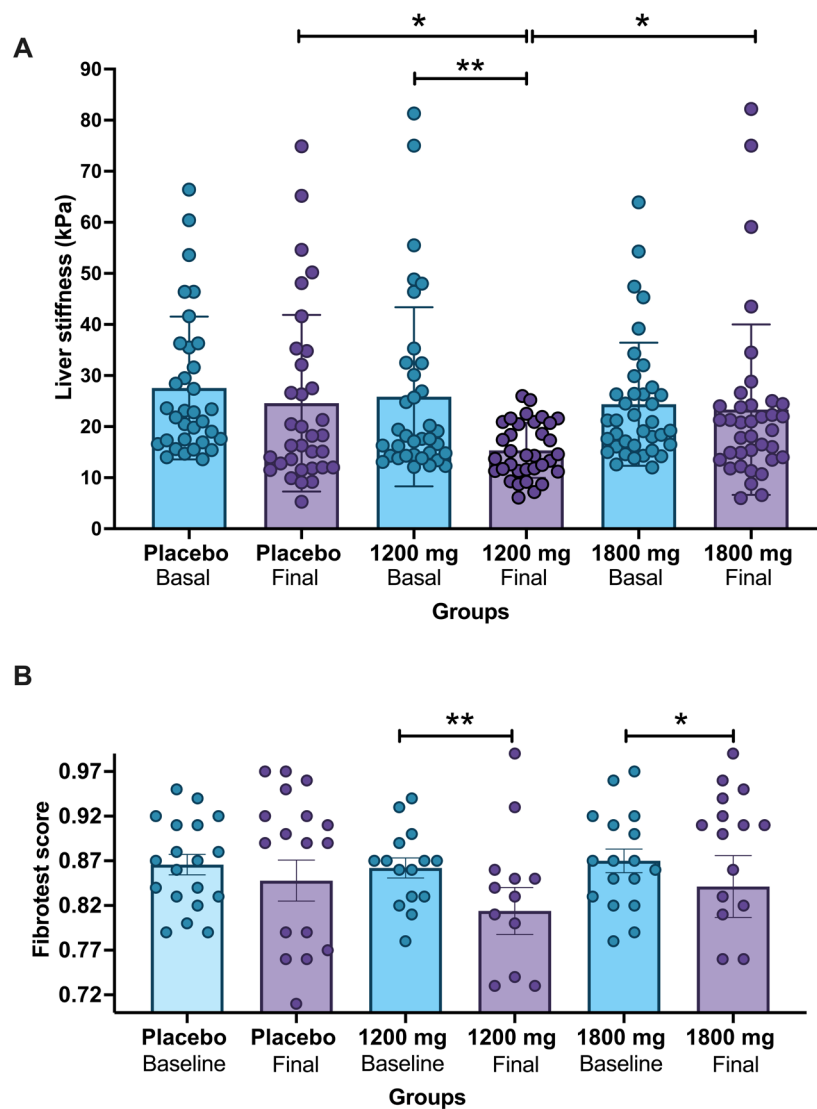 A
* *
**
Liver stiffness (kPa)
90
80
70
60
50
40
30
20
10
0
Placebo Placebo 1200 mg 1200 mg 1800 mg 1800 mg
Basal Final Basal Final Basal Final
Groups
B
** *
Fibrotest score
0.97
0.92
0.87
0.82
0.77
0.72
Placebo Placebo 1200 mg 1200 mg 1800 mg 1800 mg
Baseline Final Baseline Final Baseline Final
Groups